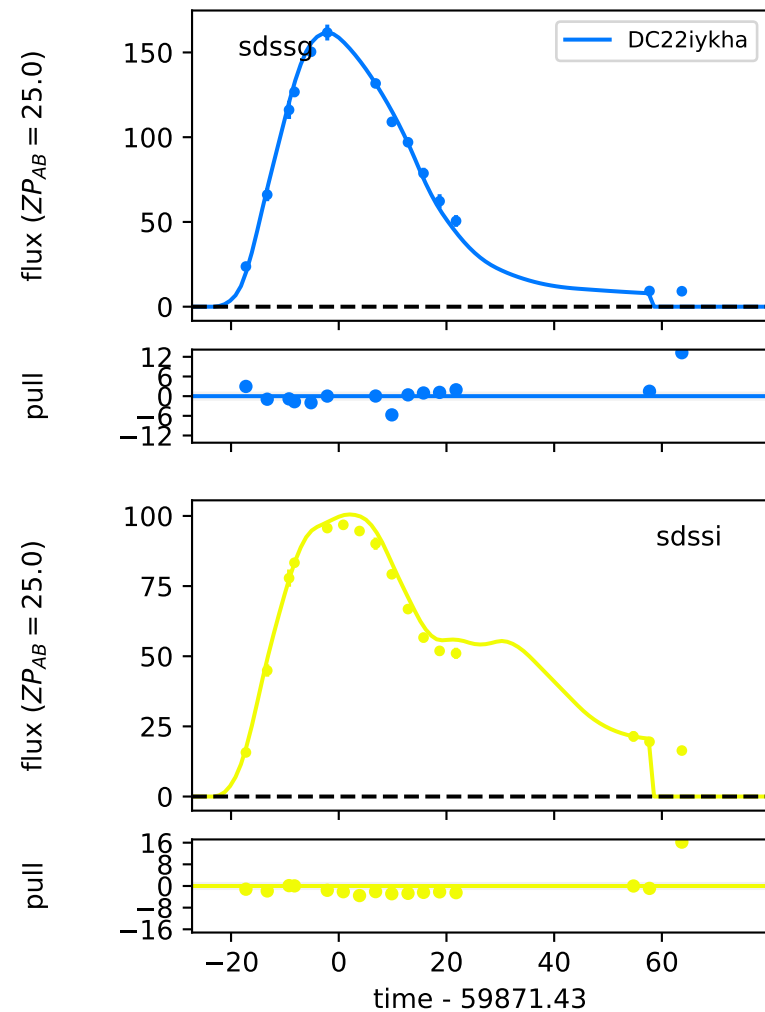 sdssg
DC22iykha
flux (ZP_AB = 25.0)
150
100
50
0
pull
12
6
0
−6
−12
sdssi
flux (ZP_AB = 25.0)
100
75
50
25
0
pull
16
8
0
−8
−16
−20 0 20 40 60
time - 59871.43